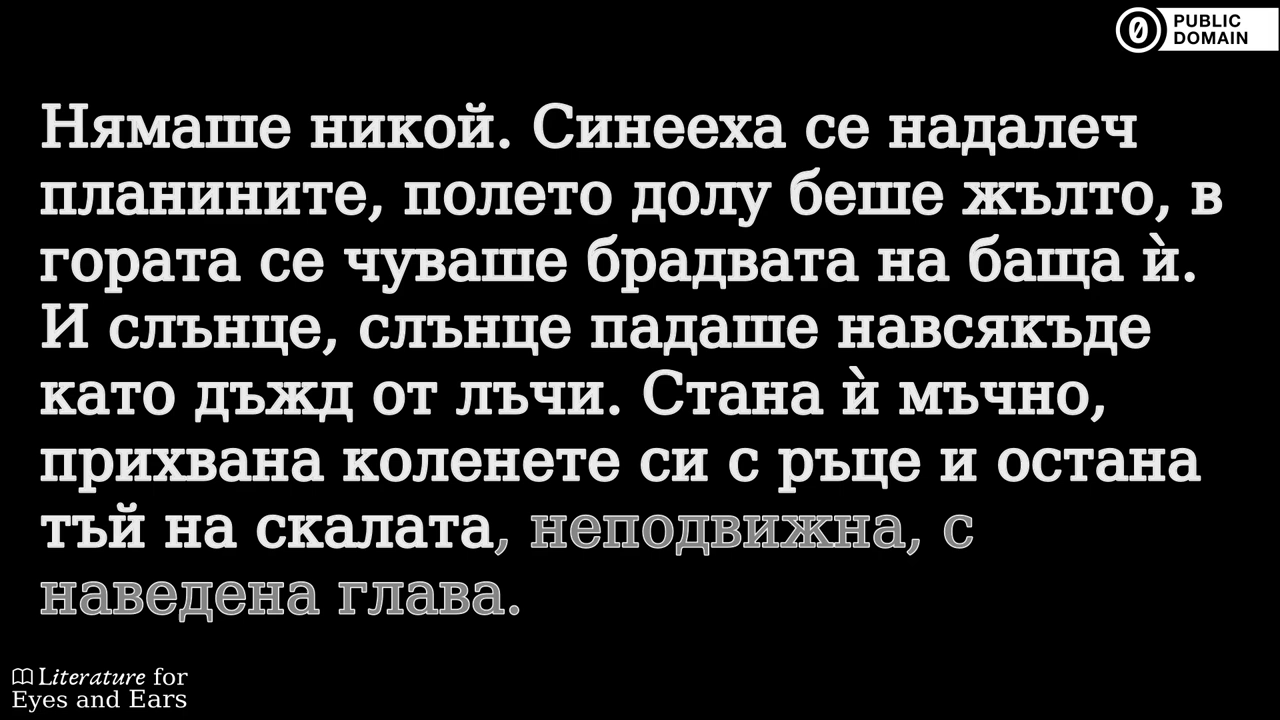 PUBLIC
DOMAIN
Нямаше никой. Синееха се надалеч
планините, полето долу беше жълто, в
гората се чуваше брадвата на баща ѝ.
И слънце, слънце падаше навсякъде
като дъжд от лъчи. Стана ѝ мъчно,
прихвана коленете си с ръце и остана
тъй на скалата, неподвижна, с
наведена глава.
Literature for
Eyes and Ears